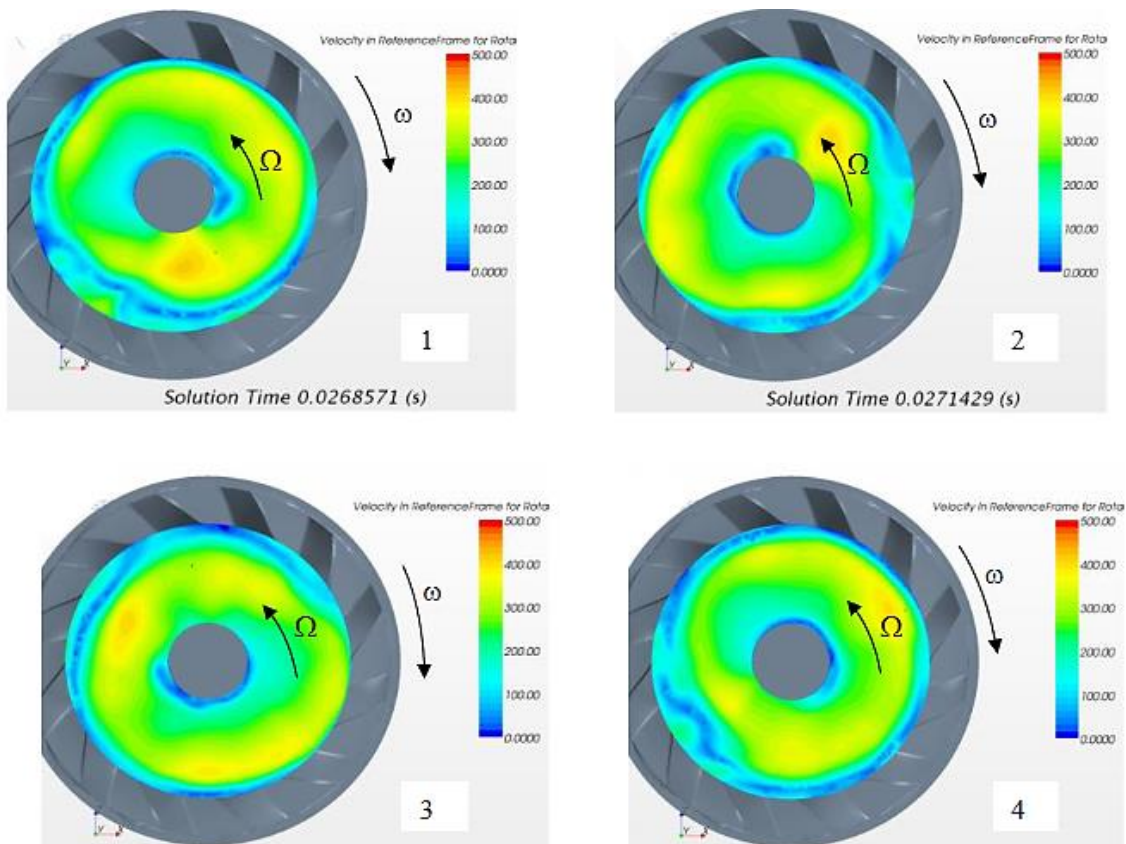 Velocity in ReferenceFrame for Rota
500.00
400.00
300.00
200.00
100.00
0.0000
ω
Ω
1
Y X
Solution Time 0.0268571 (s)
Velocity in ReferenceFrame for Rota
500.00
400.00
300.00
200.00
100.00
0.0000
ω
Ω
2
Y X
Solution Time 0.0271429 (s)
Velocity in ReferenceFrame for Rota
500.00
400.00
300.00
200.00
100.00
0.0000
ω
Ω
3
Y X
Velocity in ReferenceFrame for Rota
500.00
400.00
300.00
200.00
100.00
0.0000
ω
Ω
4
Y X